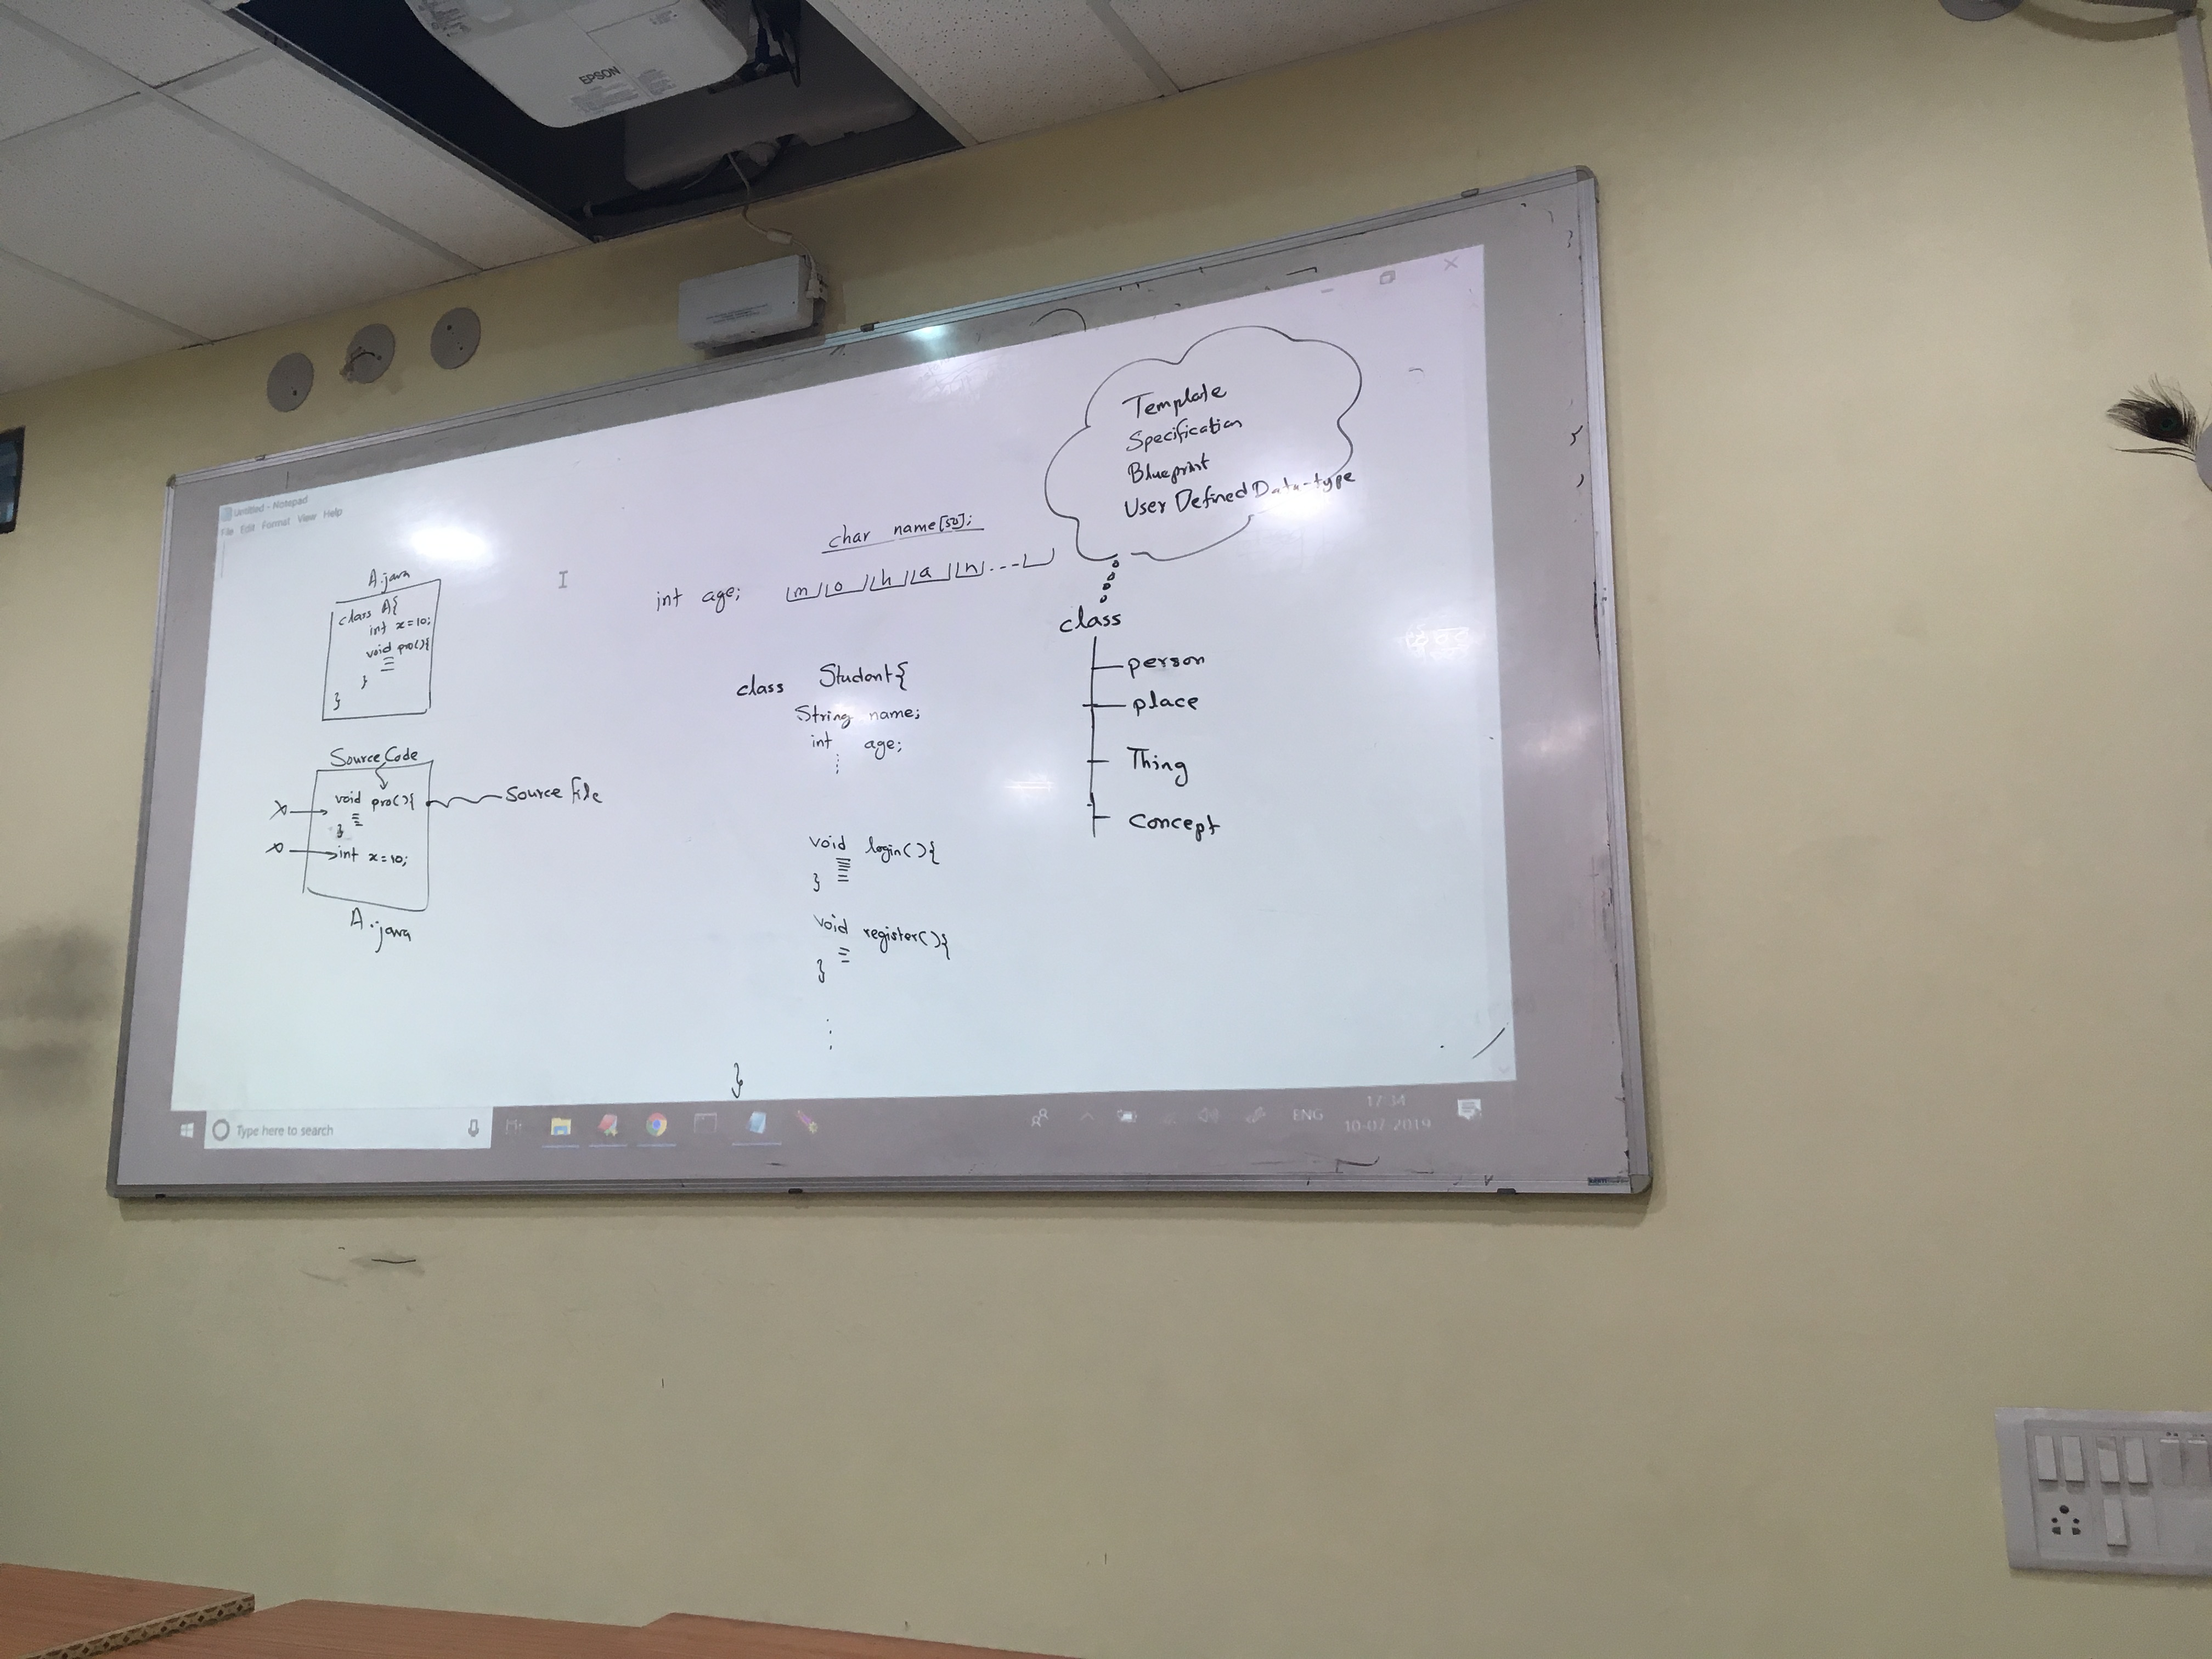 EPSON
Untitled - Notepad
File Edit Format View Help
A.java
class A{
int x=10;
void pro(){
}
}
Source Code
void pro(){
}
int x=10;
A.java
Source file
char name[50];
int age;
m o h a n ...
class Student{
String name;
int age;
void login(){
}
void register(){
}
}
Template
Specification
Blueprint
User Defined Data-type
class
person
place
Thing
Concept
Type here to search
ENG
17:34
10-07-2019